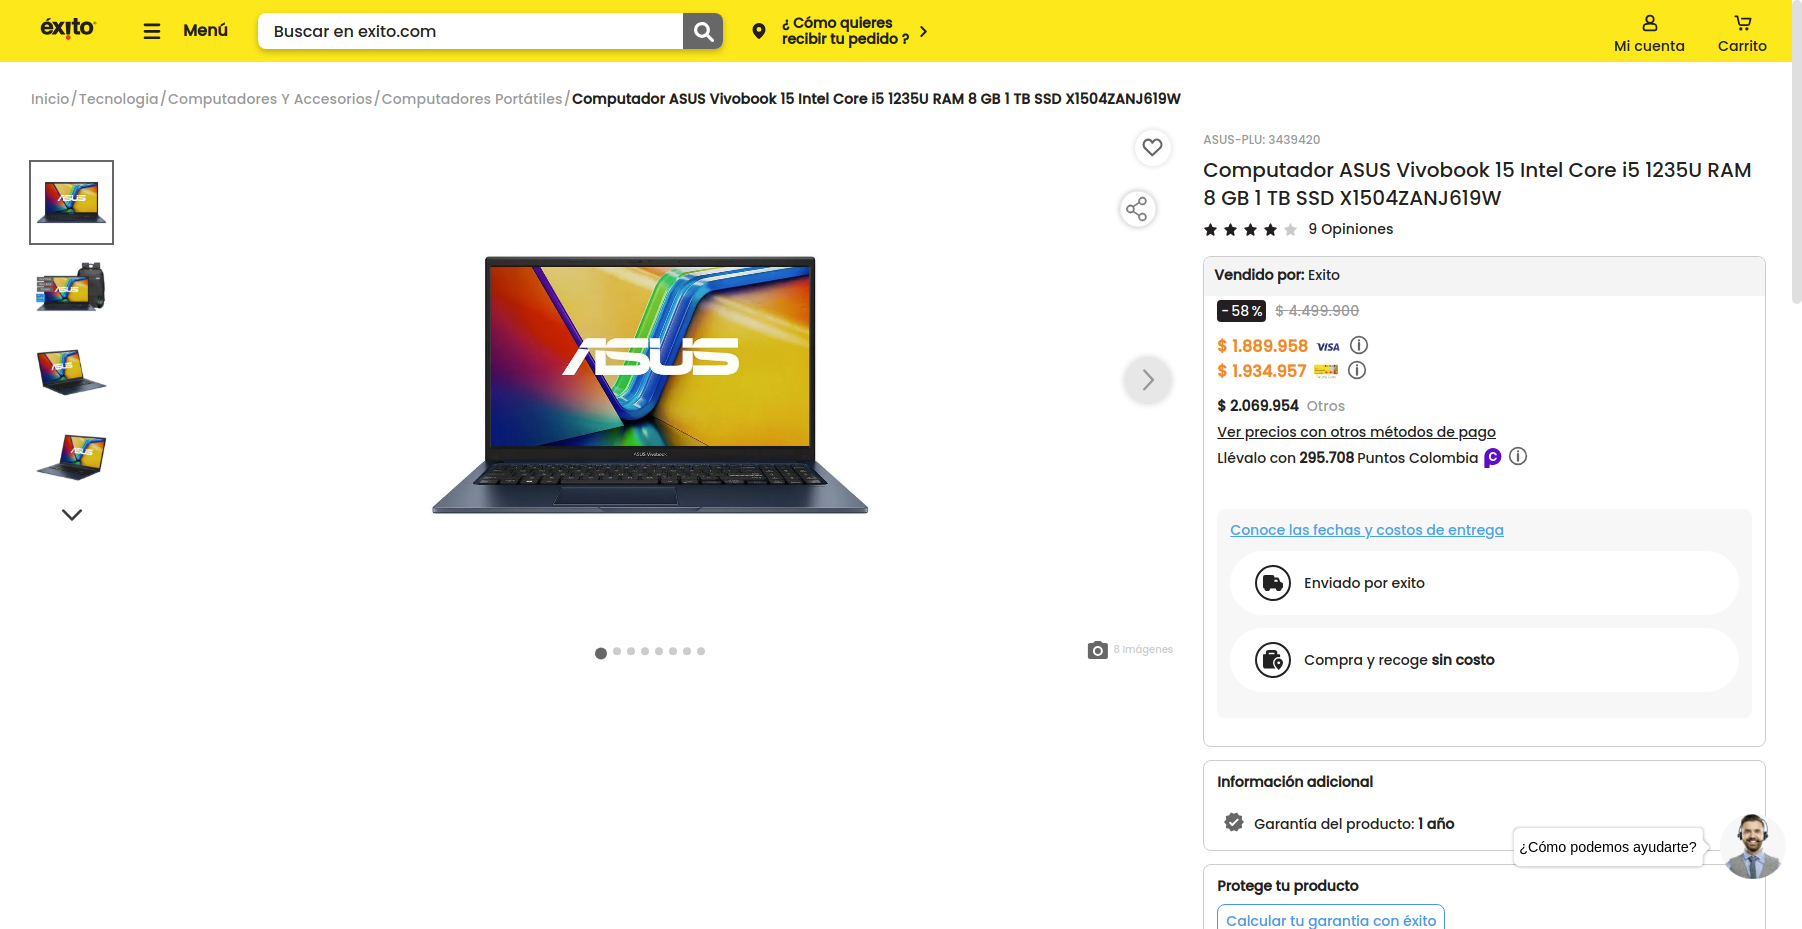 éxito
Menú
Buscar en exito.com
¿ Cómo quieres
recibir tu pedido ?
Mi cuenta
Carrito
Inicio/Tecnologia/Computadores Y Accesorios/Computadores Portátiles/Computador ASUS Vivobook 15 Intel Core i5 1235U RAM 8 GB 1 TB SSD X1504ZANJ619W
ASUS
ASUS
ASUS
ASUS
ASUS
ASUS Vivobook
8 Imágenes
ASUS-PLU: 3439420
Computador ASUS Vivobook 15 Intel Core i5 1235U RAM
8 GB 1 TB SSD X1504ZANJ619W
9 Opiniones
Vendido por: Exito
- 58 % $ 4.499.900
$ 1.889.958 VISA
$ 1.934.957
$ 2.069.954 Otros
Ver precios con otros métodos de pago
Llévalo con 295.708 Puntos Colombia
Conoce las fechas y costos de entrega
Enviado por exito
Compra y recoge sin costo
Información adicional
Garantía del producto: 1 año
¿Cómo podemos ayudarte?
Protege tu producto
Calcular tu garantia con éxito